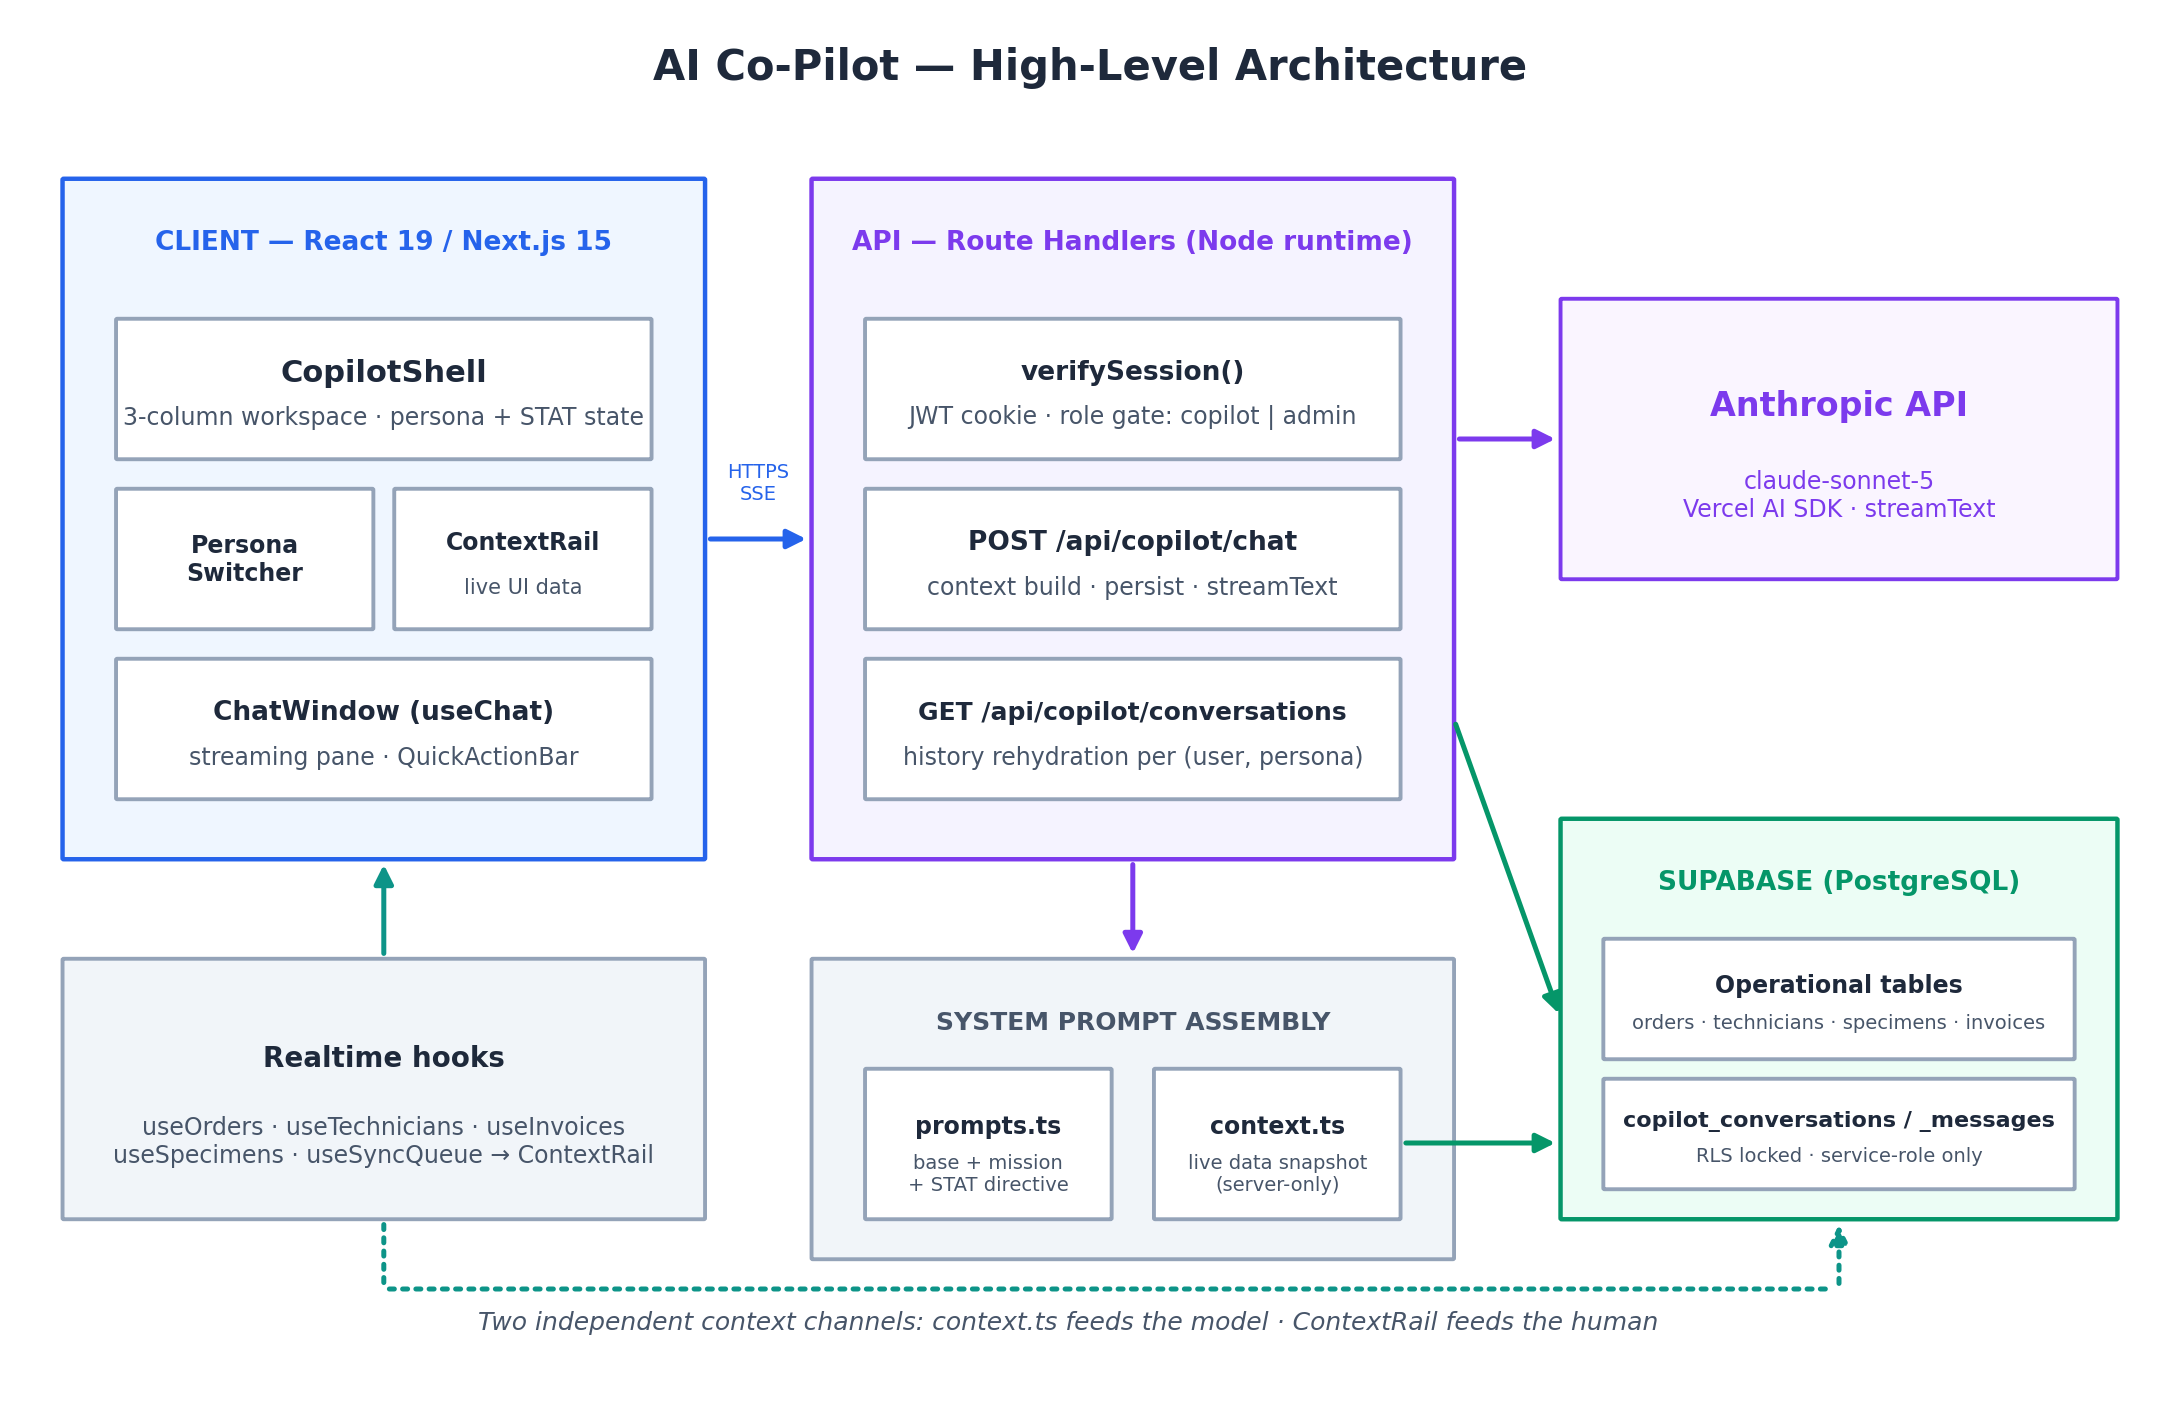 AI Co-Pilot — High-Level Architecture
CLIENT — React 19 / Next.js 15
CopilotShell
3-column workspace · persona + STAT state
Persona
Switcher
ContextRail
live UI data
ChatWindow (useChat)
streaming pane · QuickActionBar
HTTPS
SSE
API — Route Handlers (Node runtime)
verifySession()
JWT cookie · role gate: copilot | admin
POST /api/copilot/chat
context build · persist · streamText
GET /api/copilot/conversations
history rehydration per (user, persona)
Anthropic API
claude-sonnet-5
Vercel AI SDK · streamText
Realtime hooks
useOrders · useTechnicians · useInvoices
useSpecimens · useSyncQueue → ContextRail
SYSTEM PROMPT ASSEMBLY
prompts.ts
base + mission
+ STAT directive
context.ts
live data snapshot
(server-only)
SUPABASE (PostgreSQL)
Operational tables
orders · technicians · specimens · invoices
copilot_conversations / _messages
RLS locked · service-role only
Two independent context channels: context.ts feeds the model · ContextRail feeds the human